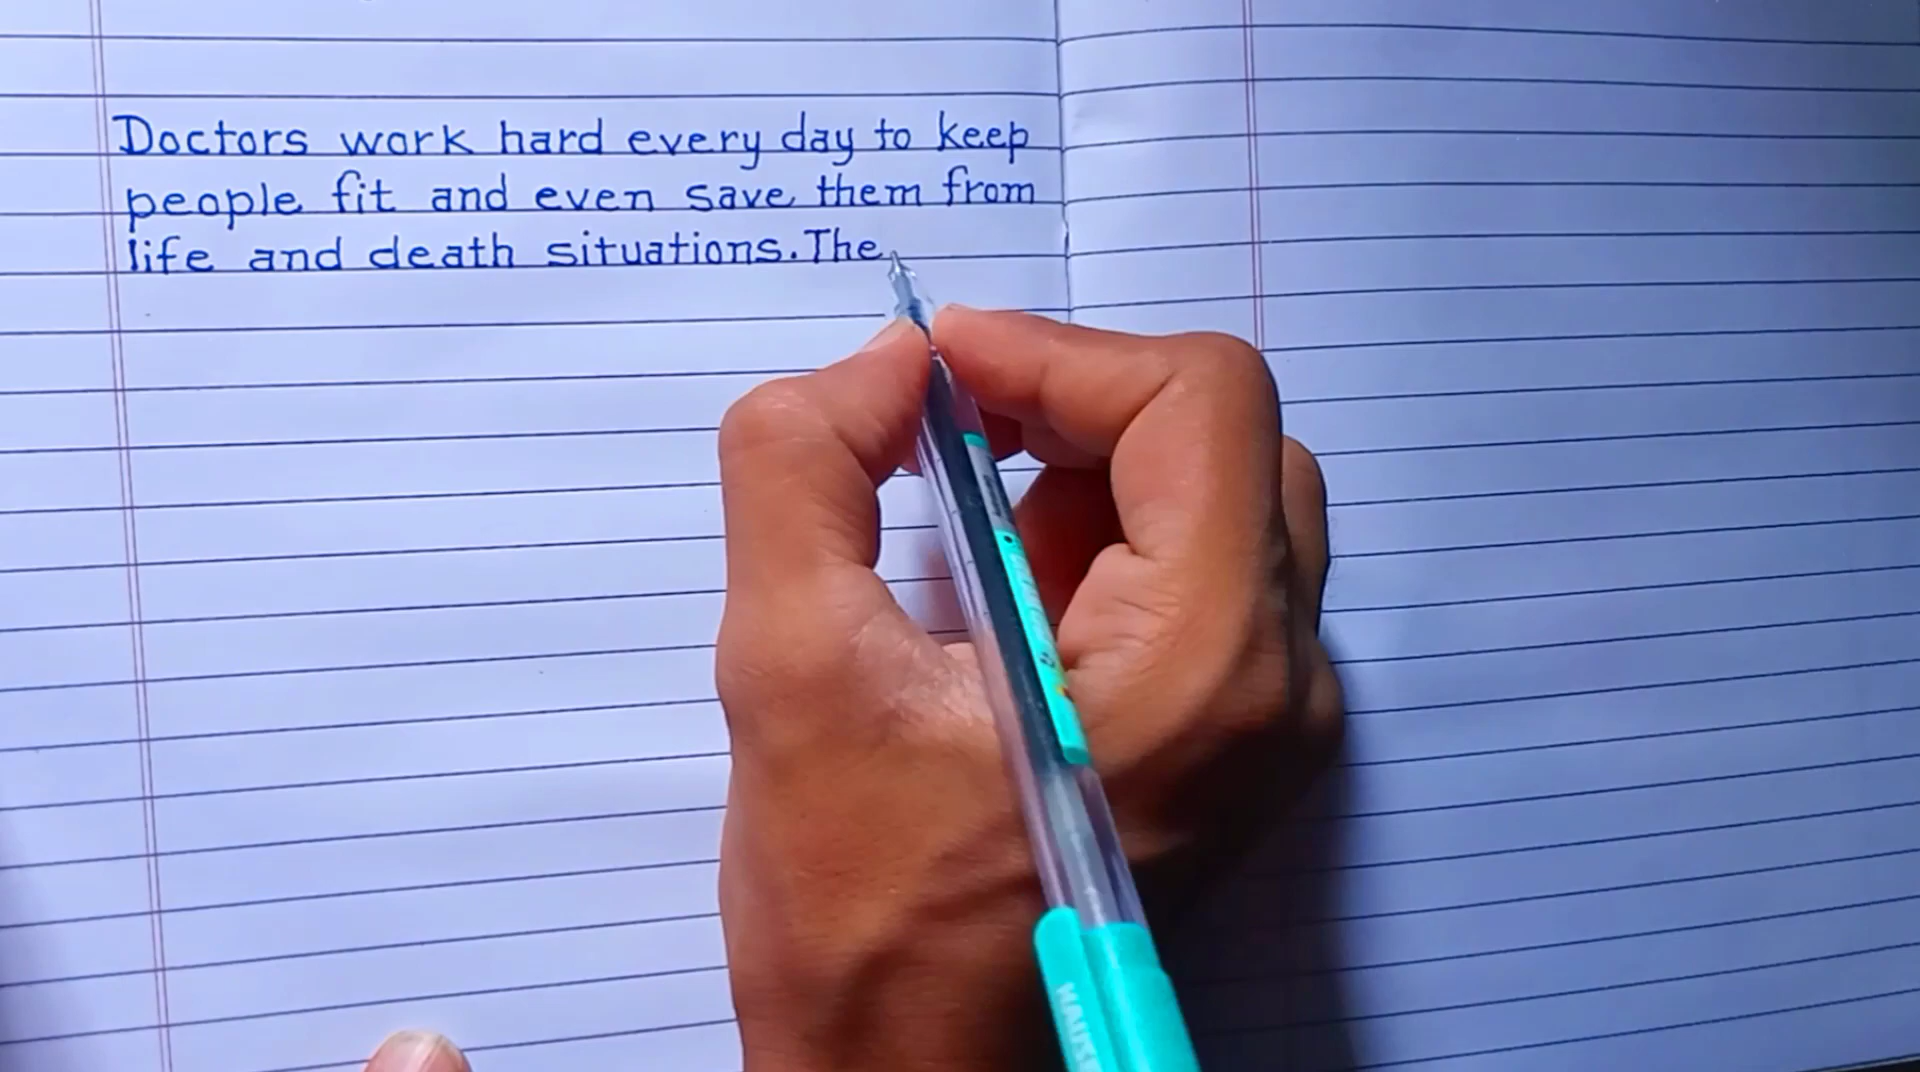 Doctors work hard every day to keep
people fit and even save them from
life and death situations. The
HAUSER